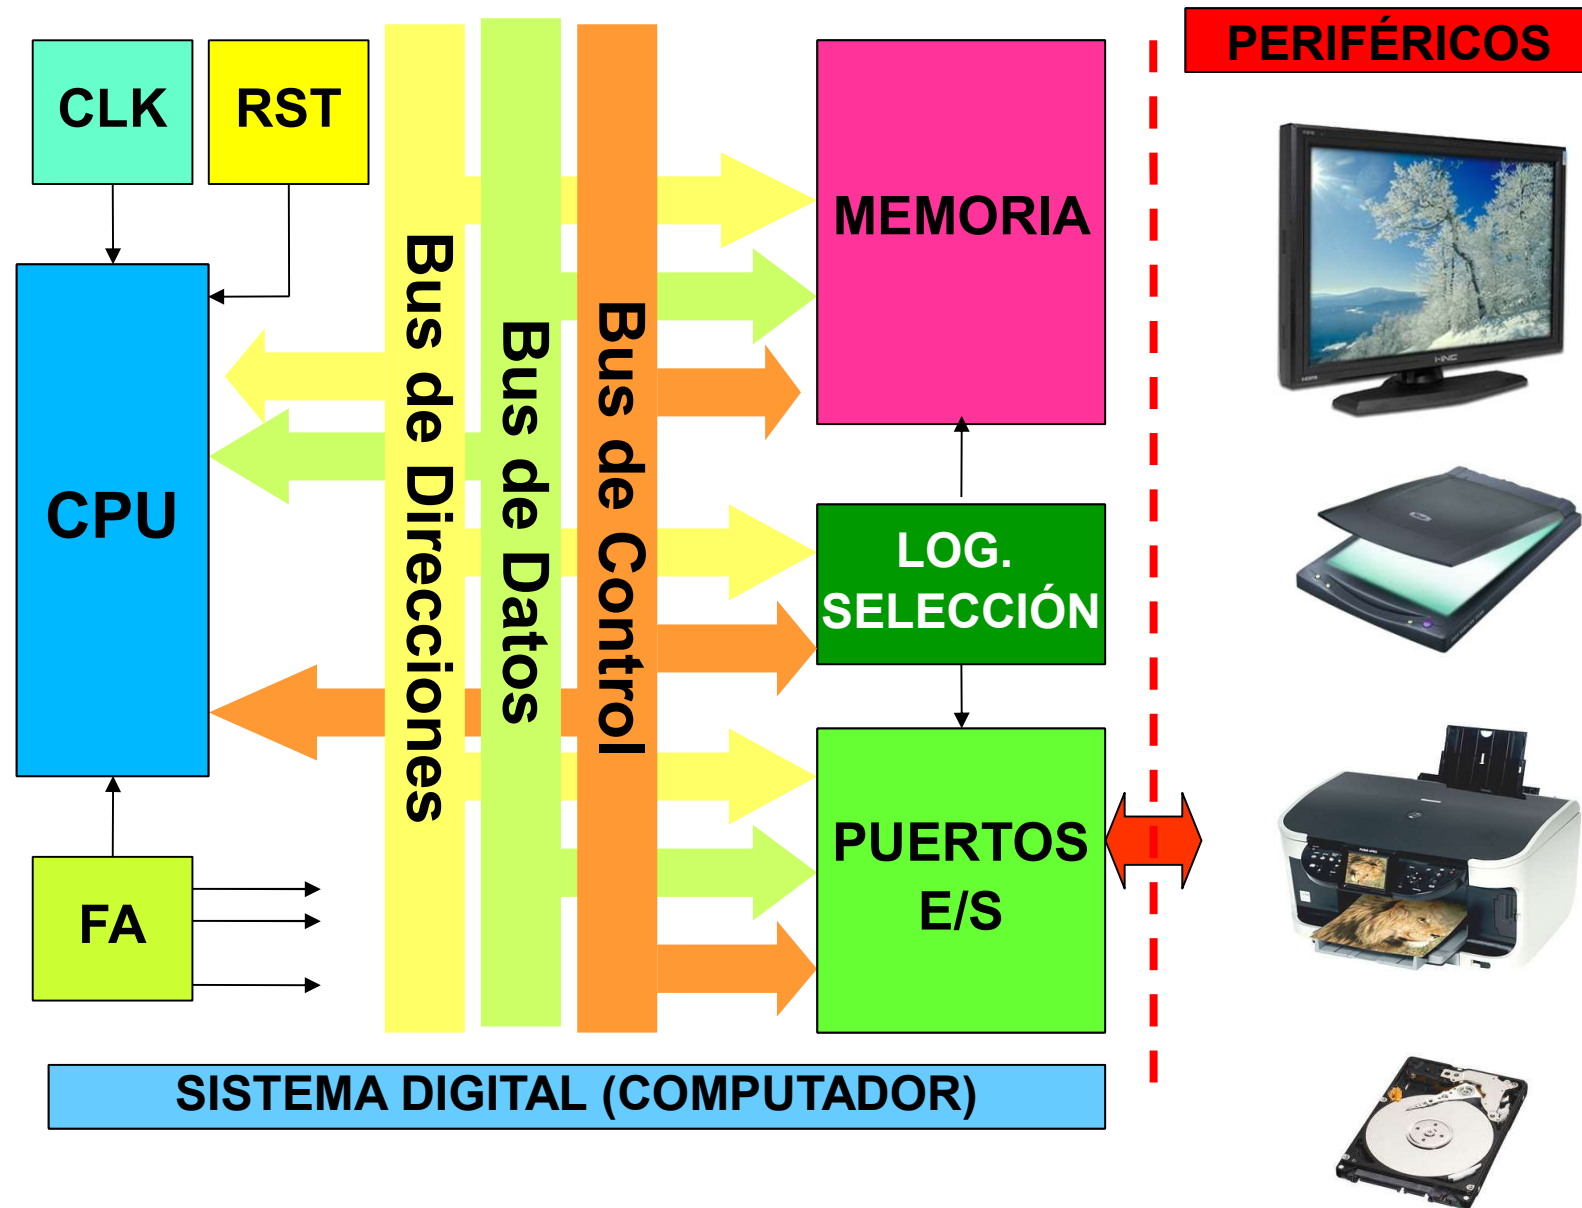 PERIFÉRICOS
CLK
RST
MEMORIA
Bus de Direcciones
Bus de Datos
Bus de Control
CPU
LOG.
SELECCIÓN
PUERTOS
E/S
FA
SISTEMA DIGITAL (COMPUTADOR)